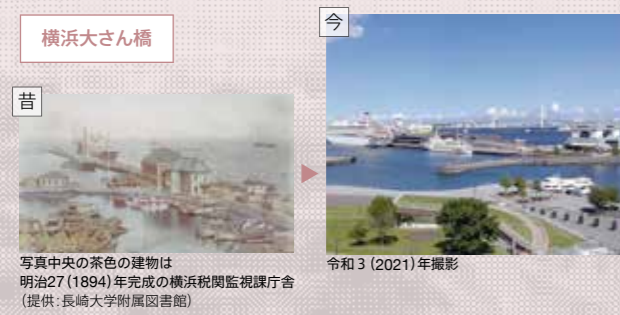 横浜大さん橋
昔
写真中央の茶色の建物は
明治27(1894)年完成の横浜税関監視課庁舎
(提供:長崎大学附属図書館)
今
令和3(2021)年撮影